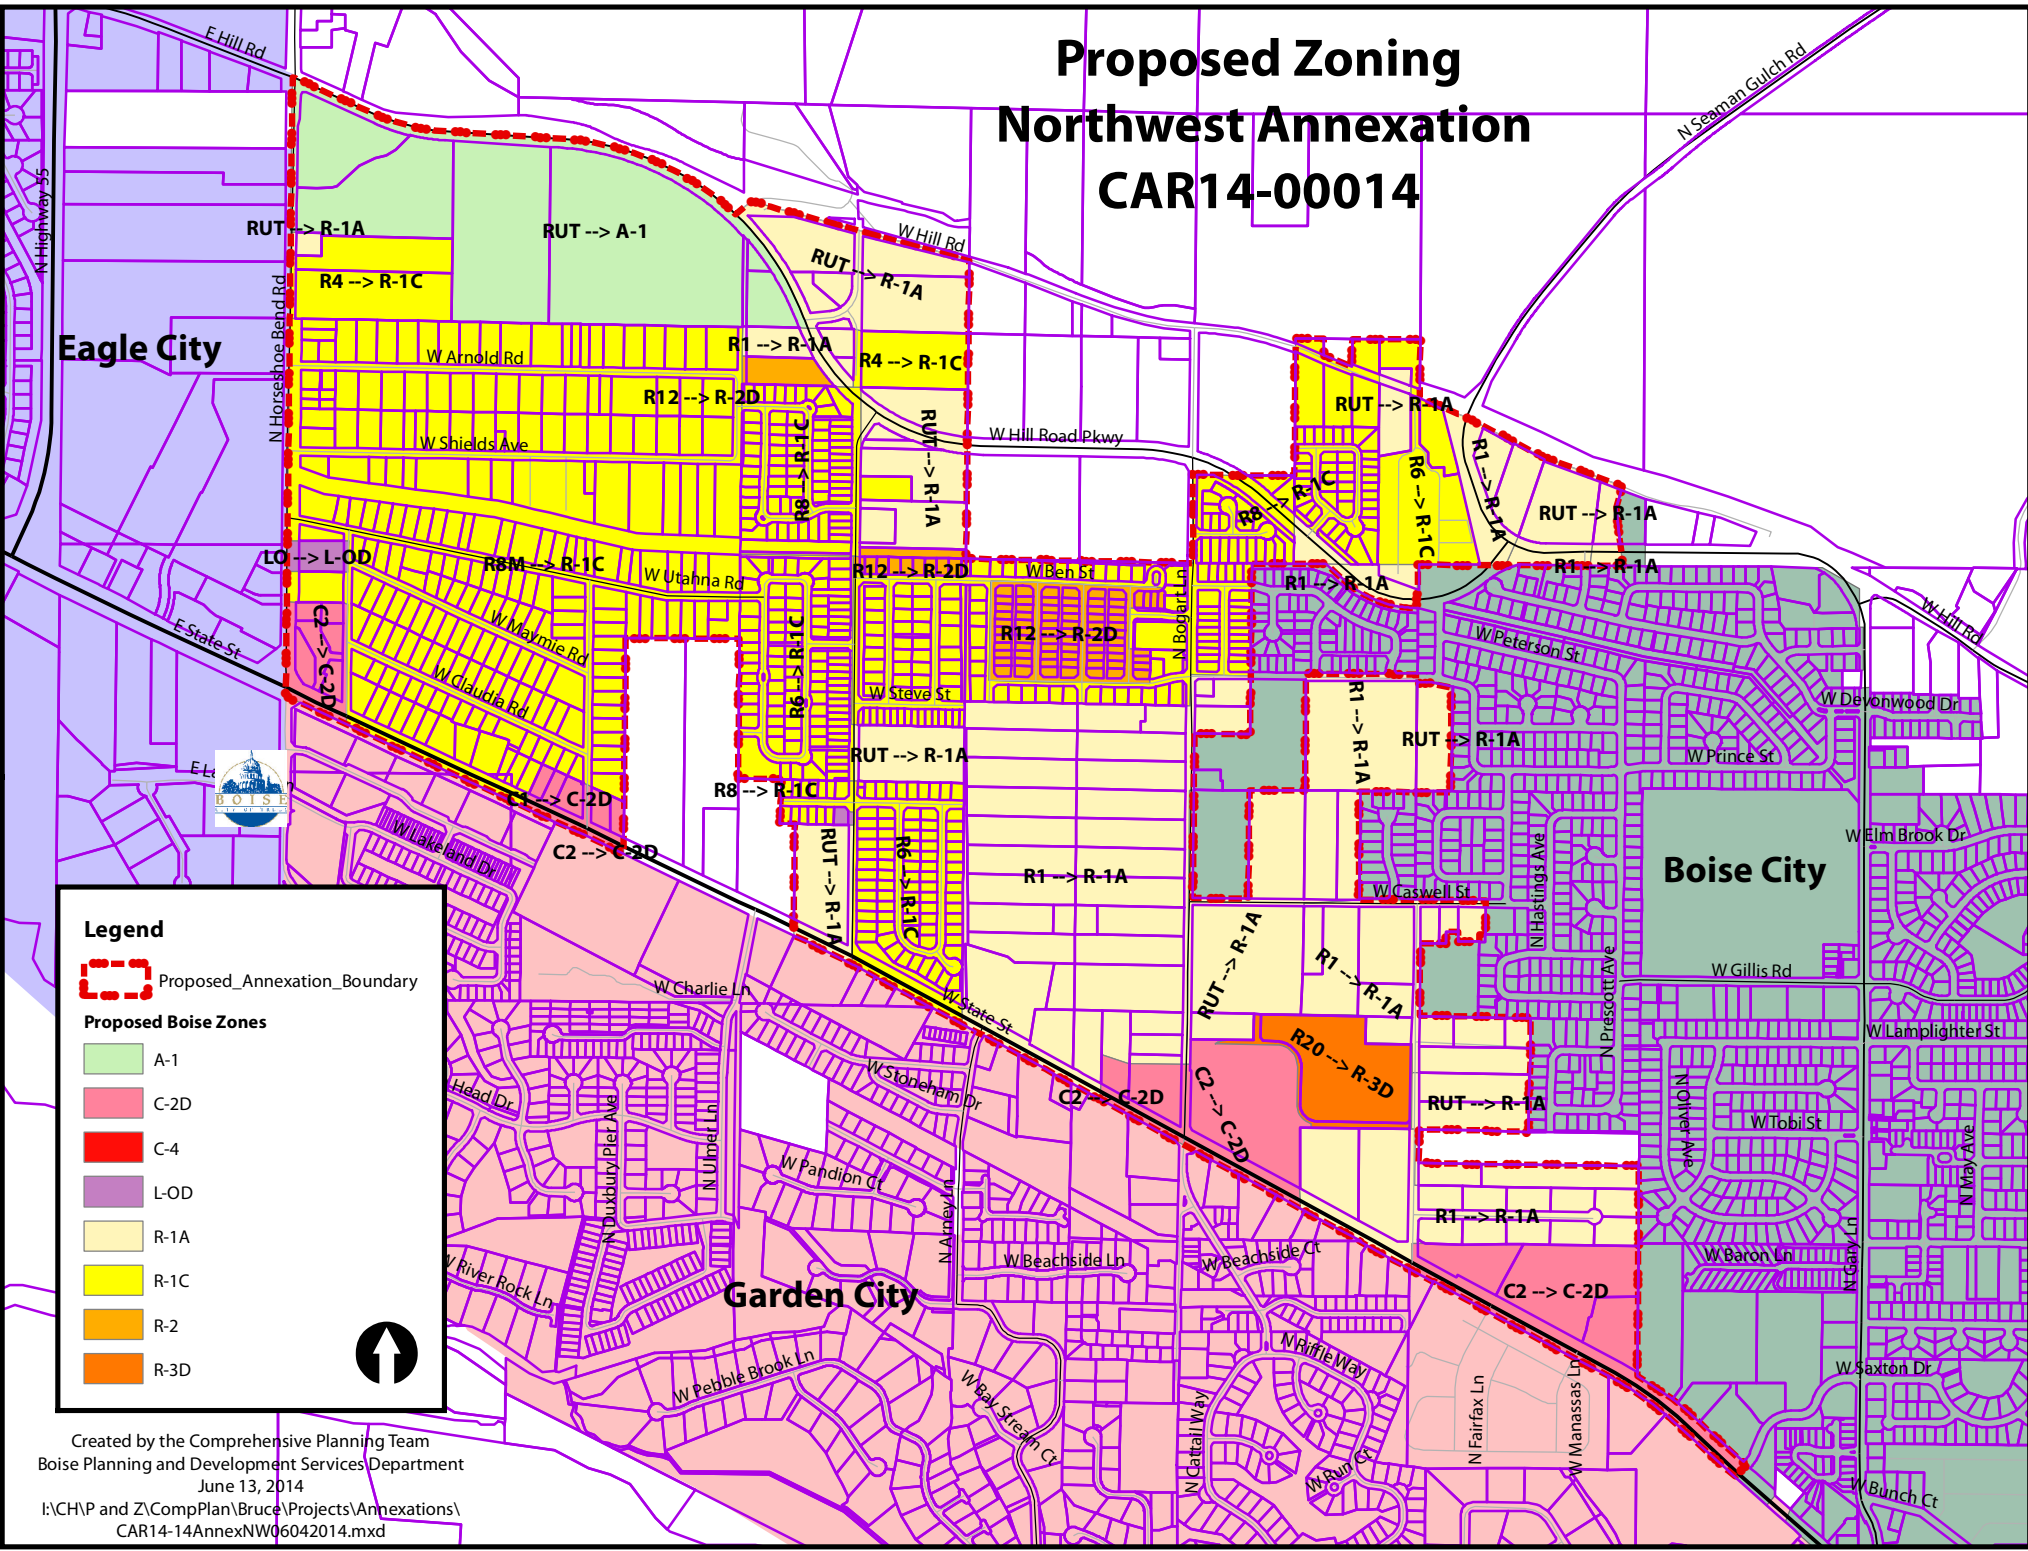 Proposed Zoning
Northwest Annexation
CAR14-00014
E Hill Rd
N Seaman Gulch Rd
N Highway 55
RUT --> R-1A
RUT --> A-1
W Hill Rd
RUT --> R-1A
R4 --> R-1C
N Horseshoe Bend Rd
Eagle City
W Arnold Rd
R1 --> R-1A
R4 --> R-1C
R12 --> R-2D
RUT --> R-1A
W Shields Ave
R8 --> R-1C
RUT --> R-1A
W Hill Road Pkwy
R8 --> R-1C
R6 --> R-1C
R1 --> R-1A
RUT --> R-1A
LO --> L-OD
R8M --> R-1C
W Utahna Rd
R12 --> R-2D
W Ben St
R1 --> R-1A
R1 --> R-1A
C2 --> C-2D
E State St
W Maymie Rd
W Claudia Rd
R6 --> R-1C
R12 --> R-2D
N Bogart Ln
W Steve St
W Peterson St
W Hill Rd
R1 --> R-1A
W Devonwood Dr
RUT --> R-1A
RUT --> R-1A
W Prince St
E La
BOISE
C1 --> C-2D
R8 --> R-1C
C2 --> C-2D
W Lakeland Dr
RUT --> R-1A
R6 --> R-1C
R1 --> R-1A
W Caswell St
N Hastings Ave
Boise City
W Elm Brook Dr
RUT --> R-1A
R1 --> R-1A
N Prescott Ave
W Gillis Rd
W Charlie Ln
W State St
W Lamplighter St
R20 --> R-3D
W Stoneham Dr
Head Dr
C2 --> C-2D
C2 --> C-2D
RUT --> R-1A
N Oliver Ave
W Tobi St
N Duxbury Pier Ave
N Ulmer Ln
W Pandion Ct
N Arney Ln
N May Ave
R1 --> R-1A
W River Rock Ln
W Beachside Ln
W Beachside Ct
W Baron Ln
N Gary Ln
Garden City
C2 --> C-2D
N Riffle Way
W Pebble Brook Ln
W Bay Stream Ct
N Cattail Way
W Run Ct
N Fairfax Ln
W Manassas Ln
W Saxton Dr
W Bunch Ct
Legend
Proposed_Annexation_Boundary
Proposed Boise Zones
A-1
C-2D
C-4
L-OD
R-1A
R-1C
R-2
R-3D
Created by the Comprehensive Planning Team
Boise Planning and Development Services Department
June 13, 2014
I:\CH\P and Z\CompPlan\Bruce\Projects\Annexations\
CAR14-14AnnexNW06042014.mxd